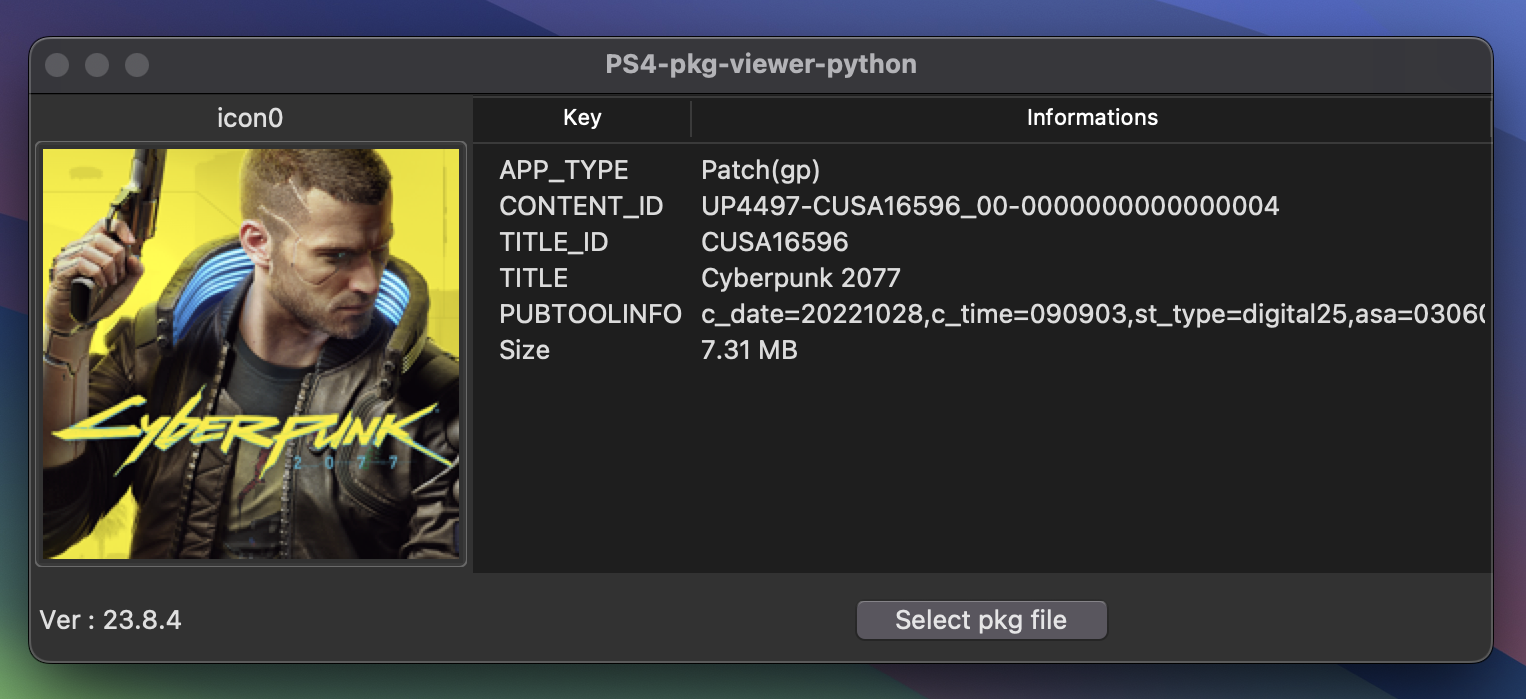 PS4-pkg-viewer-python
icon0
Key Informations
APP_TYPE Patch(gp)
CONTENT_ID UP4497-CUSA16596_00-0000000000000004
TITLE_ID CUSA16596
TITLE Cyberpunk 2077
PUBTOOLINFO c_date=20221028,c_time=090903,st_type=digital25,asa=03060
Size 7.31 MB
CYBERPUNK
2077
Ver : 23.8.4
Select pkg file